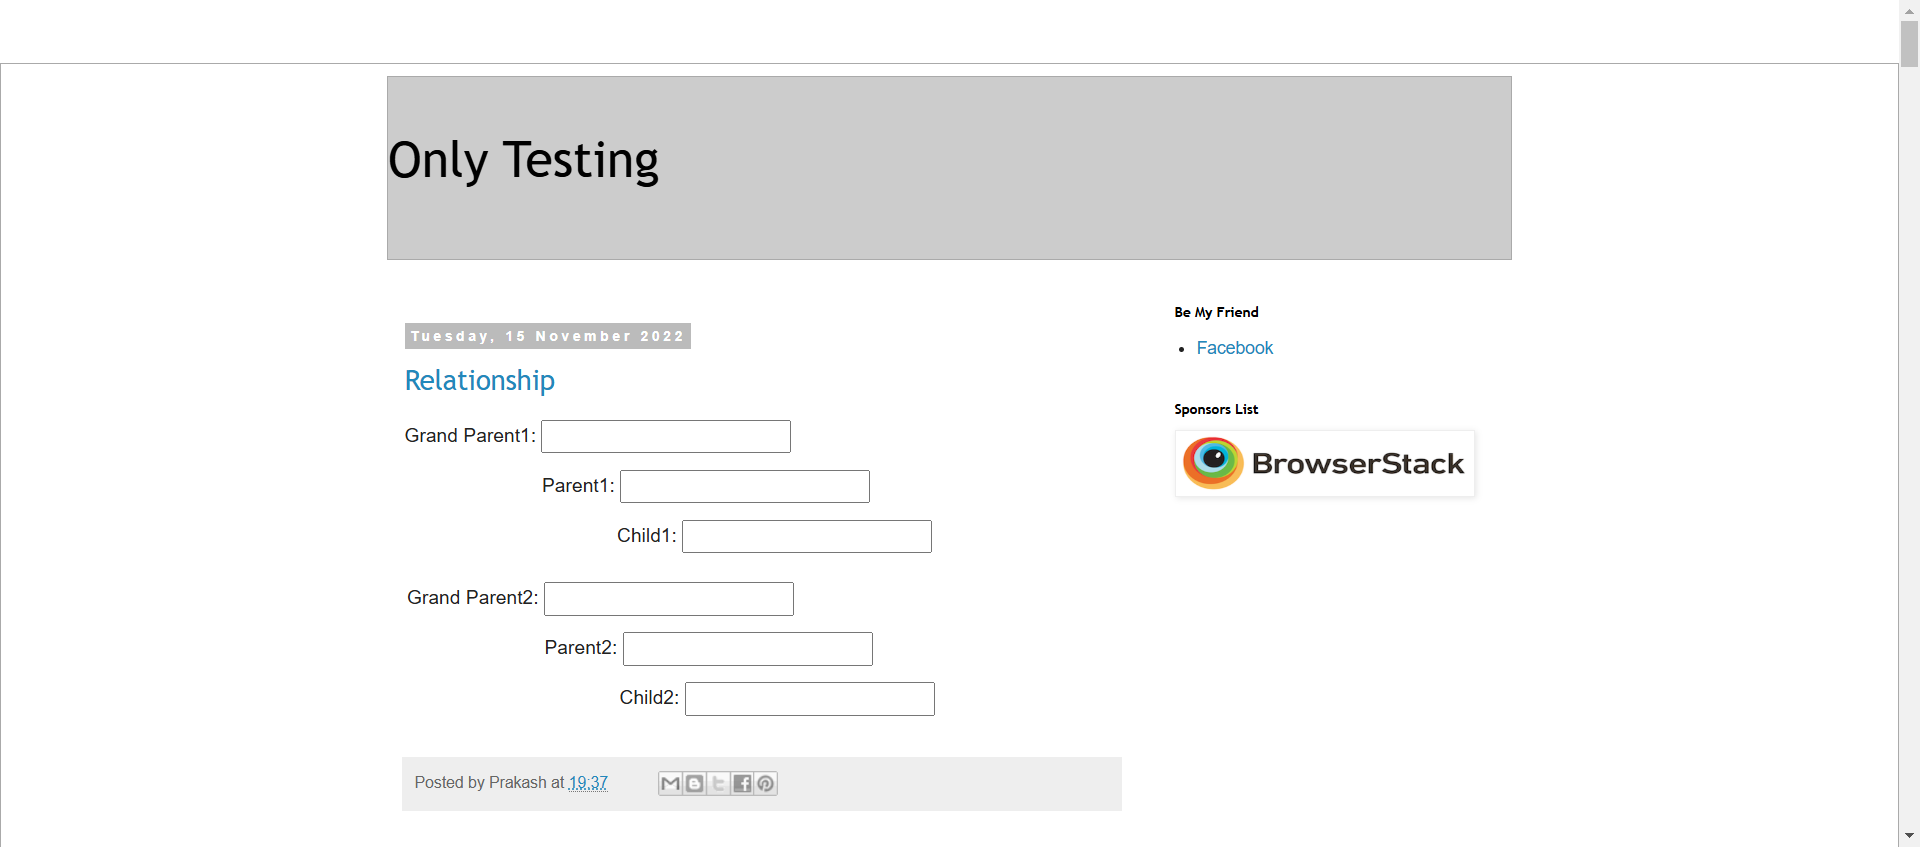 Only Testing
Tuesday, 15 November 2022
Relationship
Grand Parent1:
Parent1:
Child1:
Grand Parent2:
Parent2:
Child2:
Posted by Prakash at 19:37
Be My Friend
Facebook
Sponsors List
BrowserStack